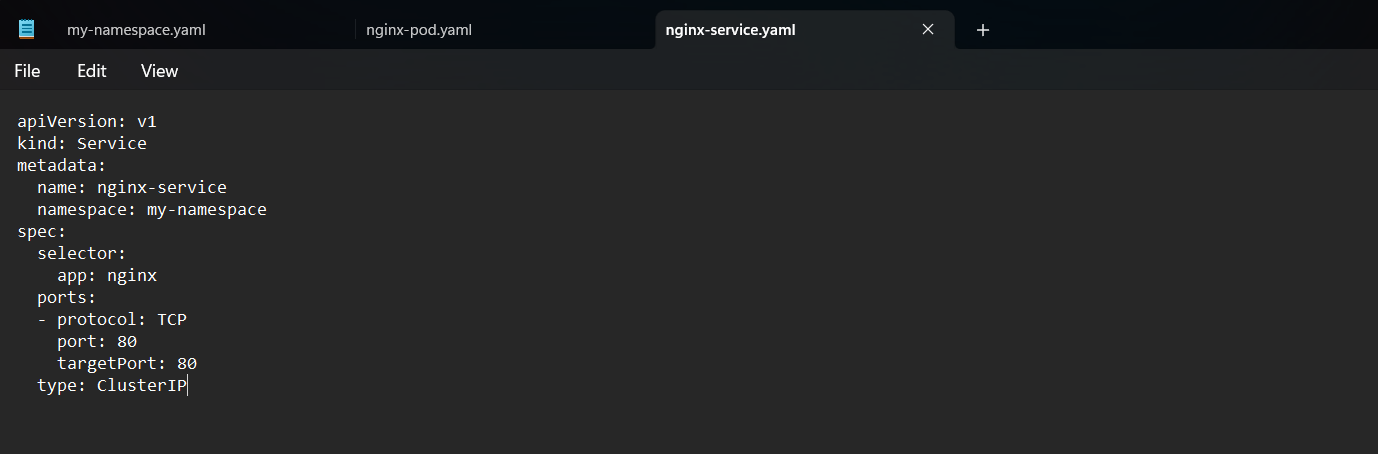 my-namespace.yaml
nginx-pod.yaml
nginx-service.yaml
File
Edit
View
apiVersion: v1
kind: Service
metadata:
  name: nginx-service
  namespace: my-namespace
spec:
  selector:
    app: nginx
  ports:
  - protocol: TCP
    port: 80
    targetPort: 80
  type: ClusterIP